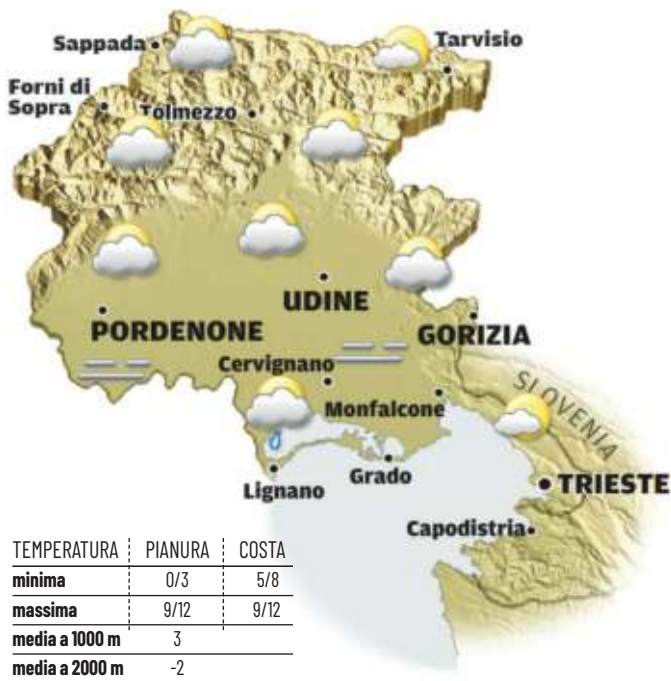 Sappada
Tarvisio
Forni di
Sopra
Tolmezzo
UDINE
PORDENONE
GORIZIA
Cervignano
Monfalcone
SLOVENIA
Lignano
Grado
TRIESTE
Capodistria
TEMPERATURA PIANURA COSTA
minima 0/3 5/8
massima 9/12 9/12
media a 1000 m 3
media a 2000 m -2